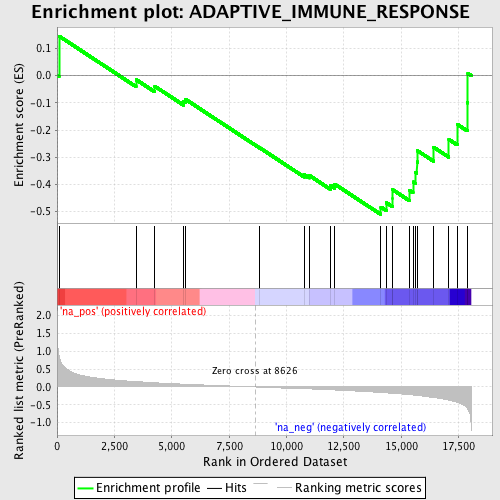 Enrichment plot: ADAPTIVE_IMMUNE_RESPONSE
Enrichment score (ES)
0.1
0.0
-0.1
-0.2
-0.3
-0.4
-0.5
'na_pos' (positively correlated)
Ranked list metric (PreRanked)
2.0
1.5
1.0
0.5
0.0
-0.5
-1.0
Zero cross at 8626
'na_neg' (negatively correlated)
0 2,500 5,000 7,500 10,000 12,500 15,000 17,500
Rank in Ordered Dataset
Enrichment profile Hits Ranking metric scores